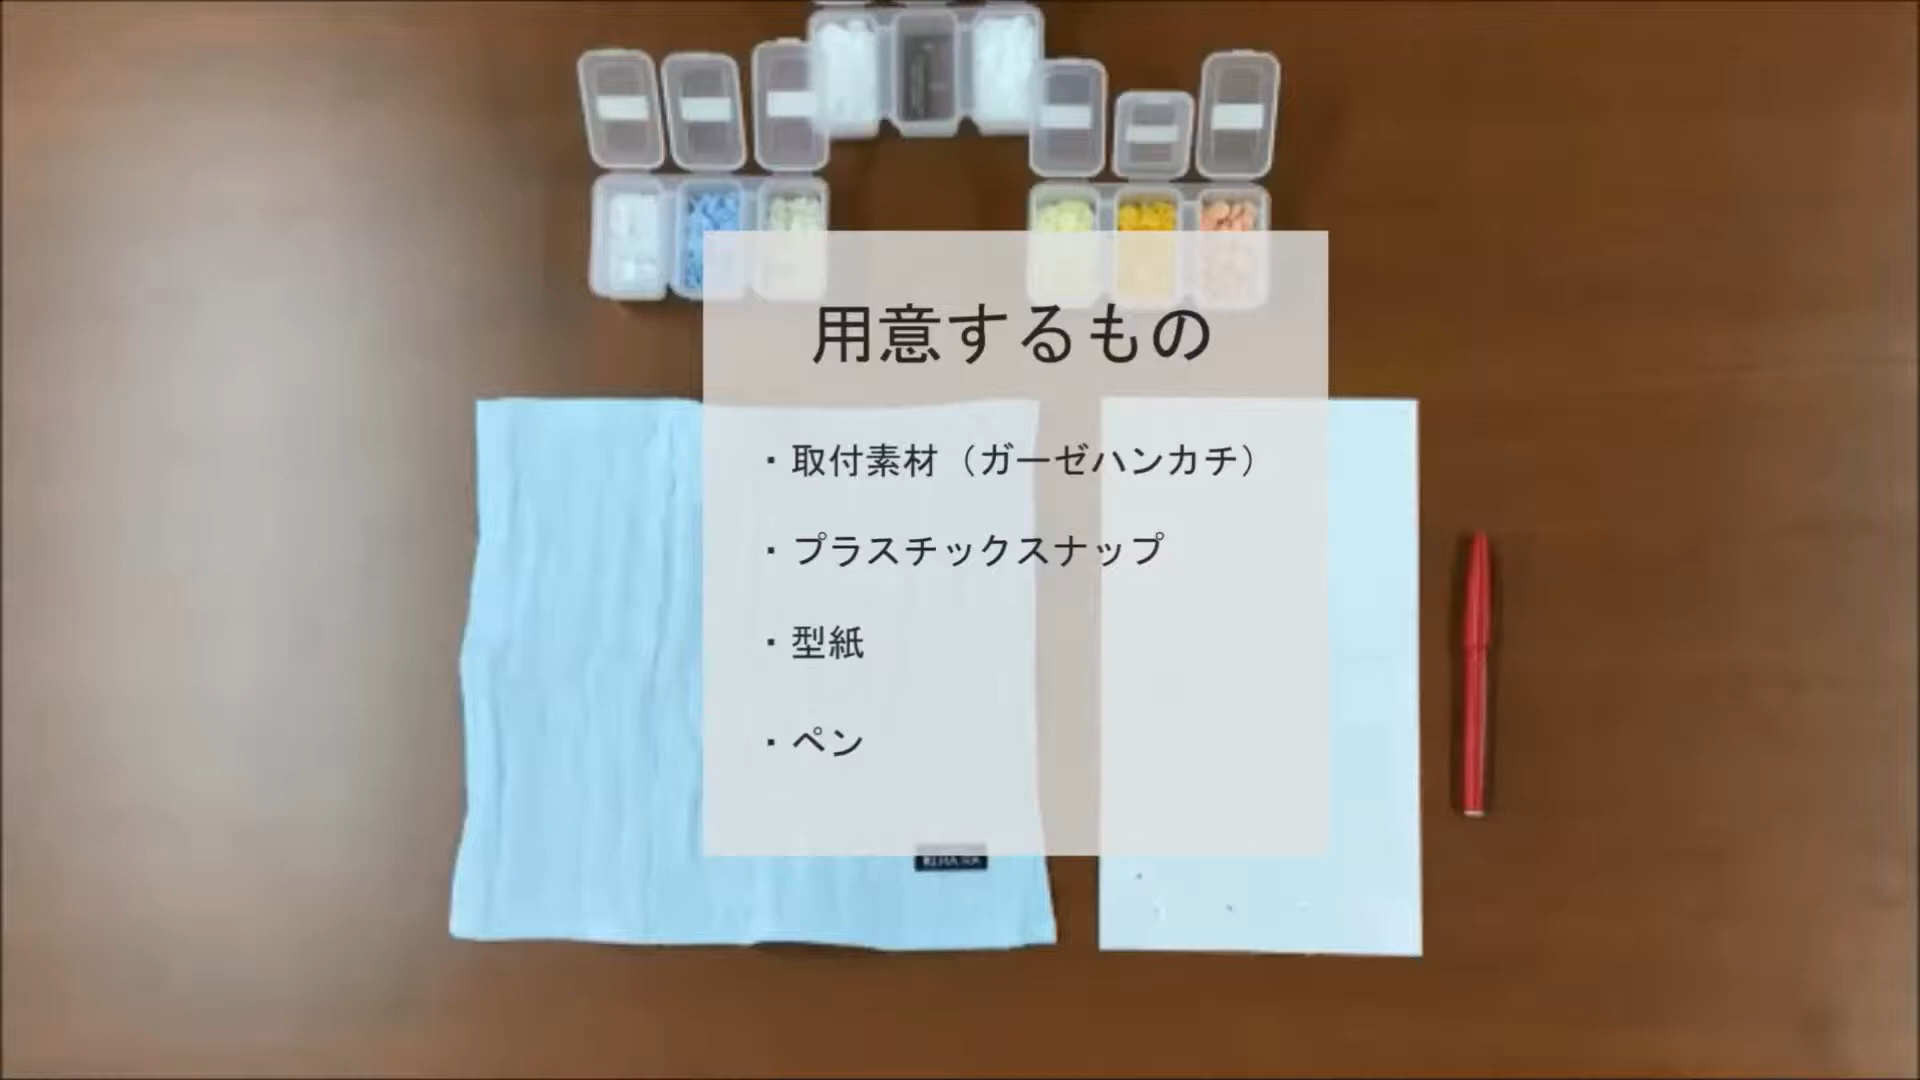 用意するもの
・取付素材（ガーゼハンカチ）
・プラスチックスナップ
・型紙
・ペン